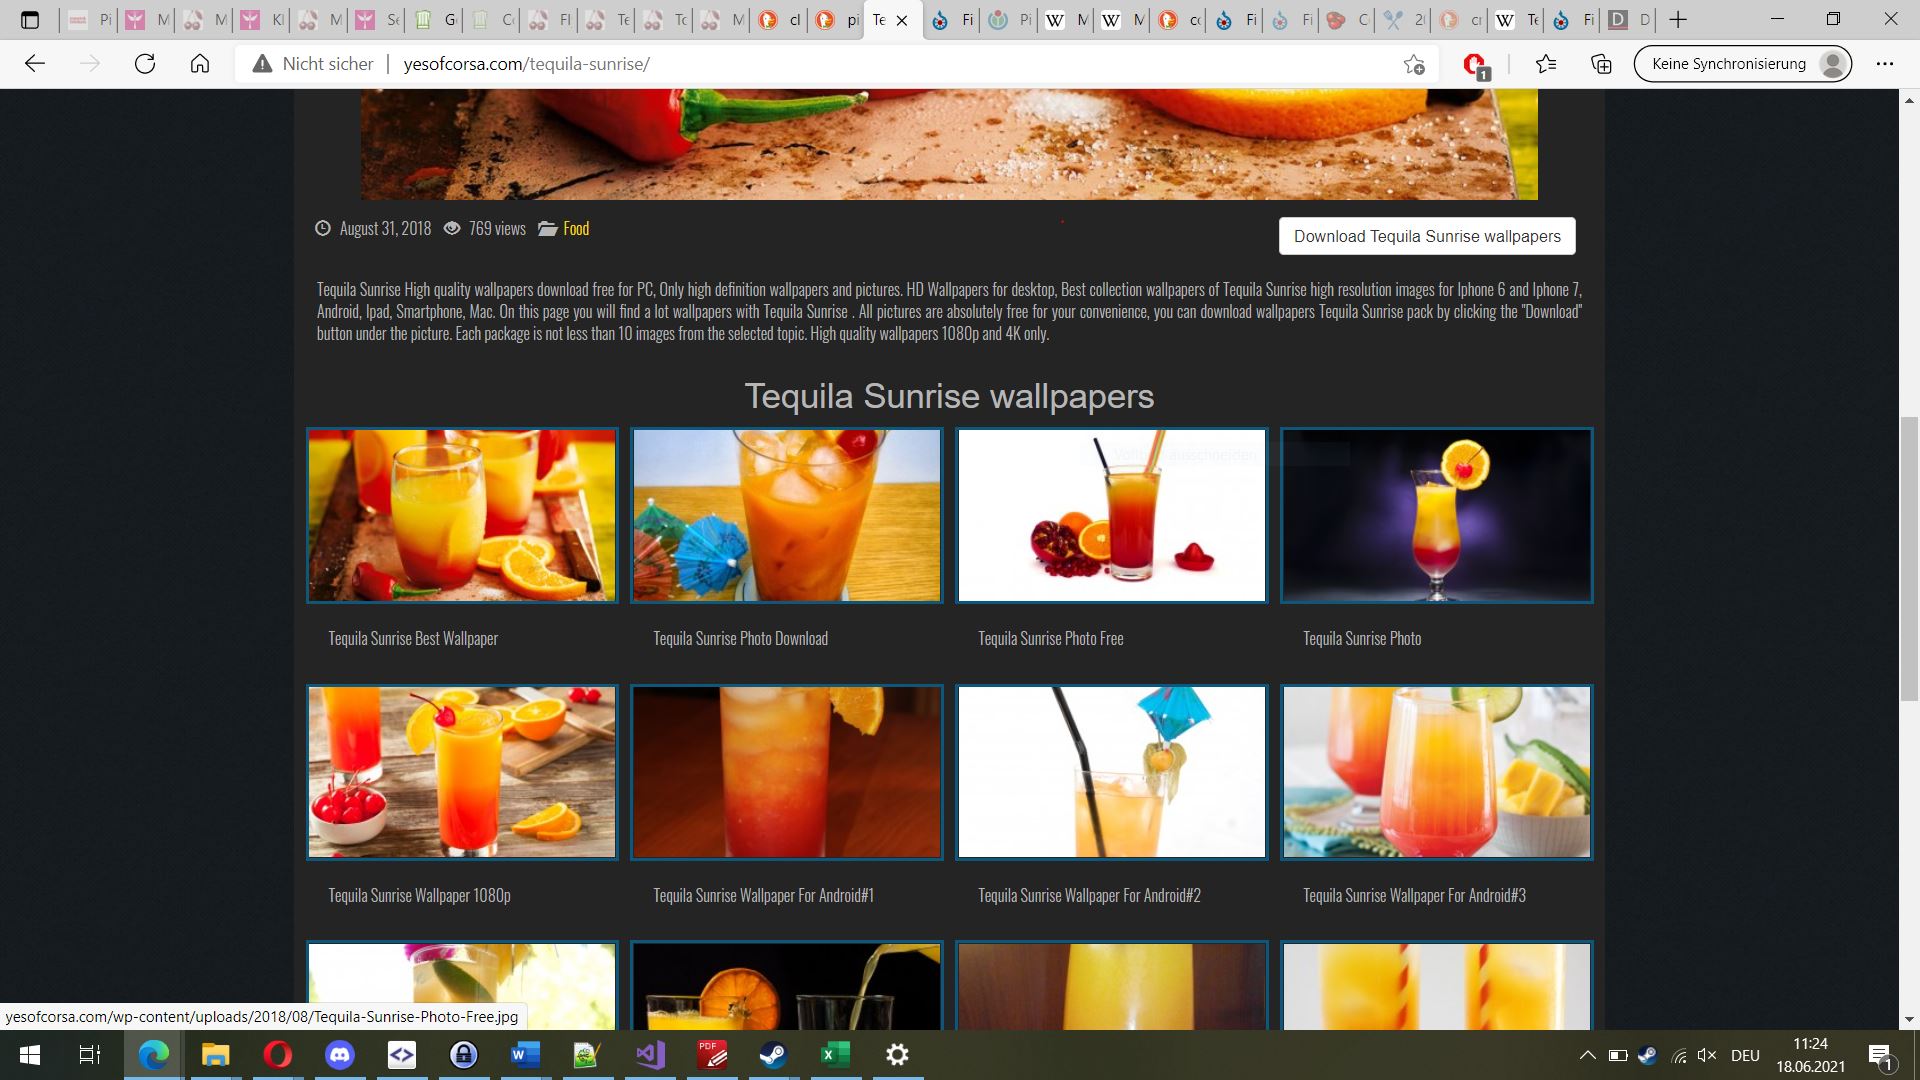 Pi
M
M
Kl
M
Se
G
C
Fl
Te
To
M
cl
pi
Te
Fi
Pi
M
M
co
Fi
Fi
C
20
cr
Te
Fi
D
Nicht sicher
yesofcorsa.com/tequila-sunrise/
1
Keine Synchronisierung
August 31, 2018 769 views Food
Download Tequila Sunrise wallpapers
Tequila Sunrise High quality wallpapers download free for PC, Only high definition wallpapers and pictures. HD Wallpapers for desktop, Best collection wallpapers of Tequila Sunrise high resolution images for Iphone 6 and Iphone 7,
Android, Ipad, Smartphone, Mac. On this page you will find a lot wallpapers with Tequila Sunrise . All pictures are absolutely free for your convenience, you can download wallpapers Tequila Sunrise pack by clicking the "Download"
button under the picture. Each package is not less than 10 images from the selected topic. High quality wallpapers 1080p and 4K only.
Tequila Sunrise wallpapers
ausschneiden
Tequila Sunrise Best Wallpaper
Tequila Sunrise Photo Download
Tequila Sunrise Photo Free
Tequila Sunrise Photo
Tequila Sunrise Wallpaper 1080p
Tequila Sunrise Wallpaper For Android#1
Tequila Sunrise Wallpaper For Android#2
Tequila Sunrise Wallpaper For Android#3
yesofcorsa.com/wp-content/uploads/2018/08/Tequila-Sunrise-Photo-Free.jpg
PDF
DEU
11:24
18.06.2021
1